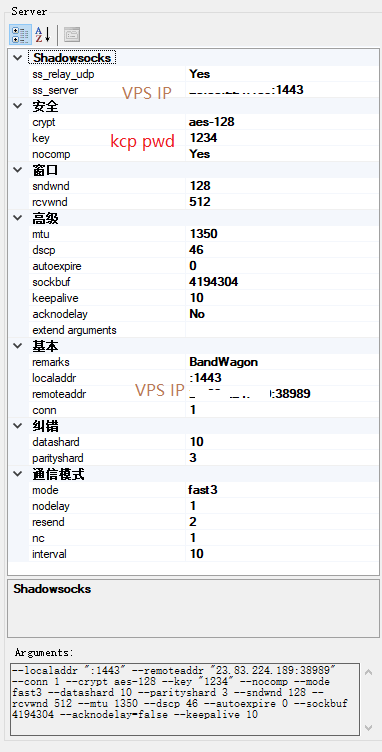 Server
Shadowsocks
ss_relay_udp Yes
ss_server VPS IP :1443
安全
crypt aes-128
key kcp pwd 1234
nocomp Yes
窗口
sndwnd 128
rcvwnd 512
高级
mtu 1350
dscp 46
autoexpire 0
sockbuf 4194304
keepalive 10
acknodelay No
extend arguments
基本
remarks BandWagon
localaddr :1443
remoteaddr VPS IP :38989
conn 1
纠错
datashard 10
parityshard 3
通信模式
mode fast3
nodelay 1
resend 2
nc 1
interval 10
Shadowsocks
Arguments:
--localaddr ":1443" --remoteaddr "23.83.224.189:38989"
--conn 1 --crypt aes-128 --key "1234" --nocomp --mode
fast3 --datashard 10 --parityshard 3 --sndwnd 128 --
rcvwnd 512 --mtu 1350 --dscp 46 --autoexpire 0 --sockbuf
4194304 --acknodelay=false --keepalive 10